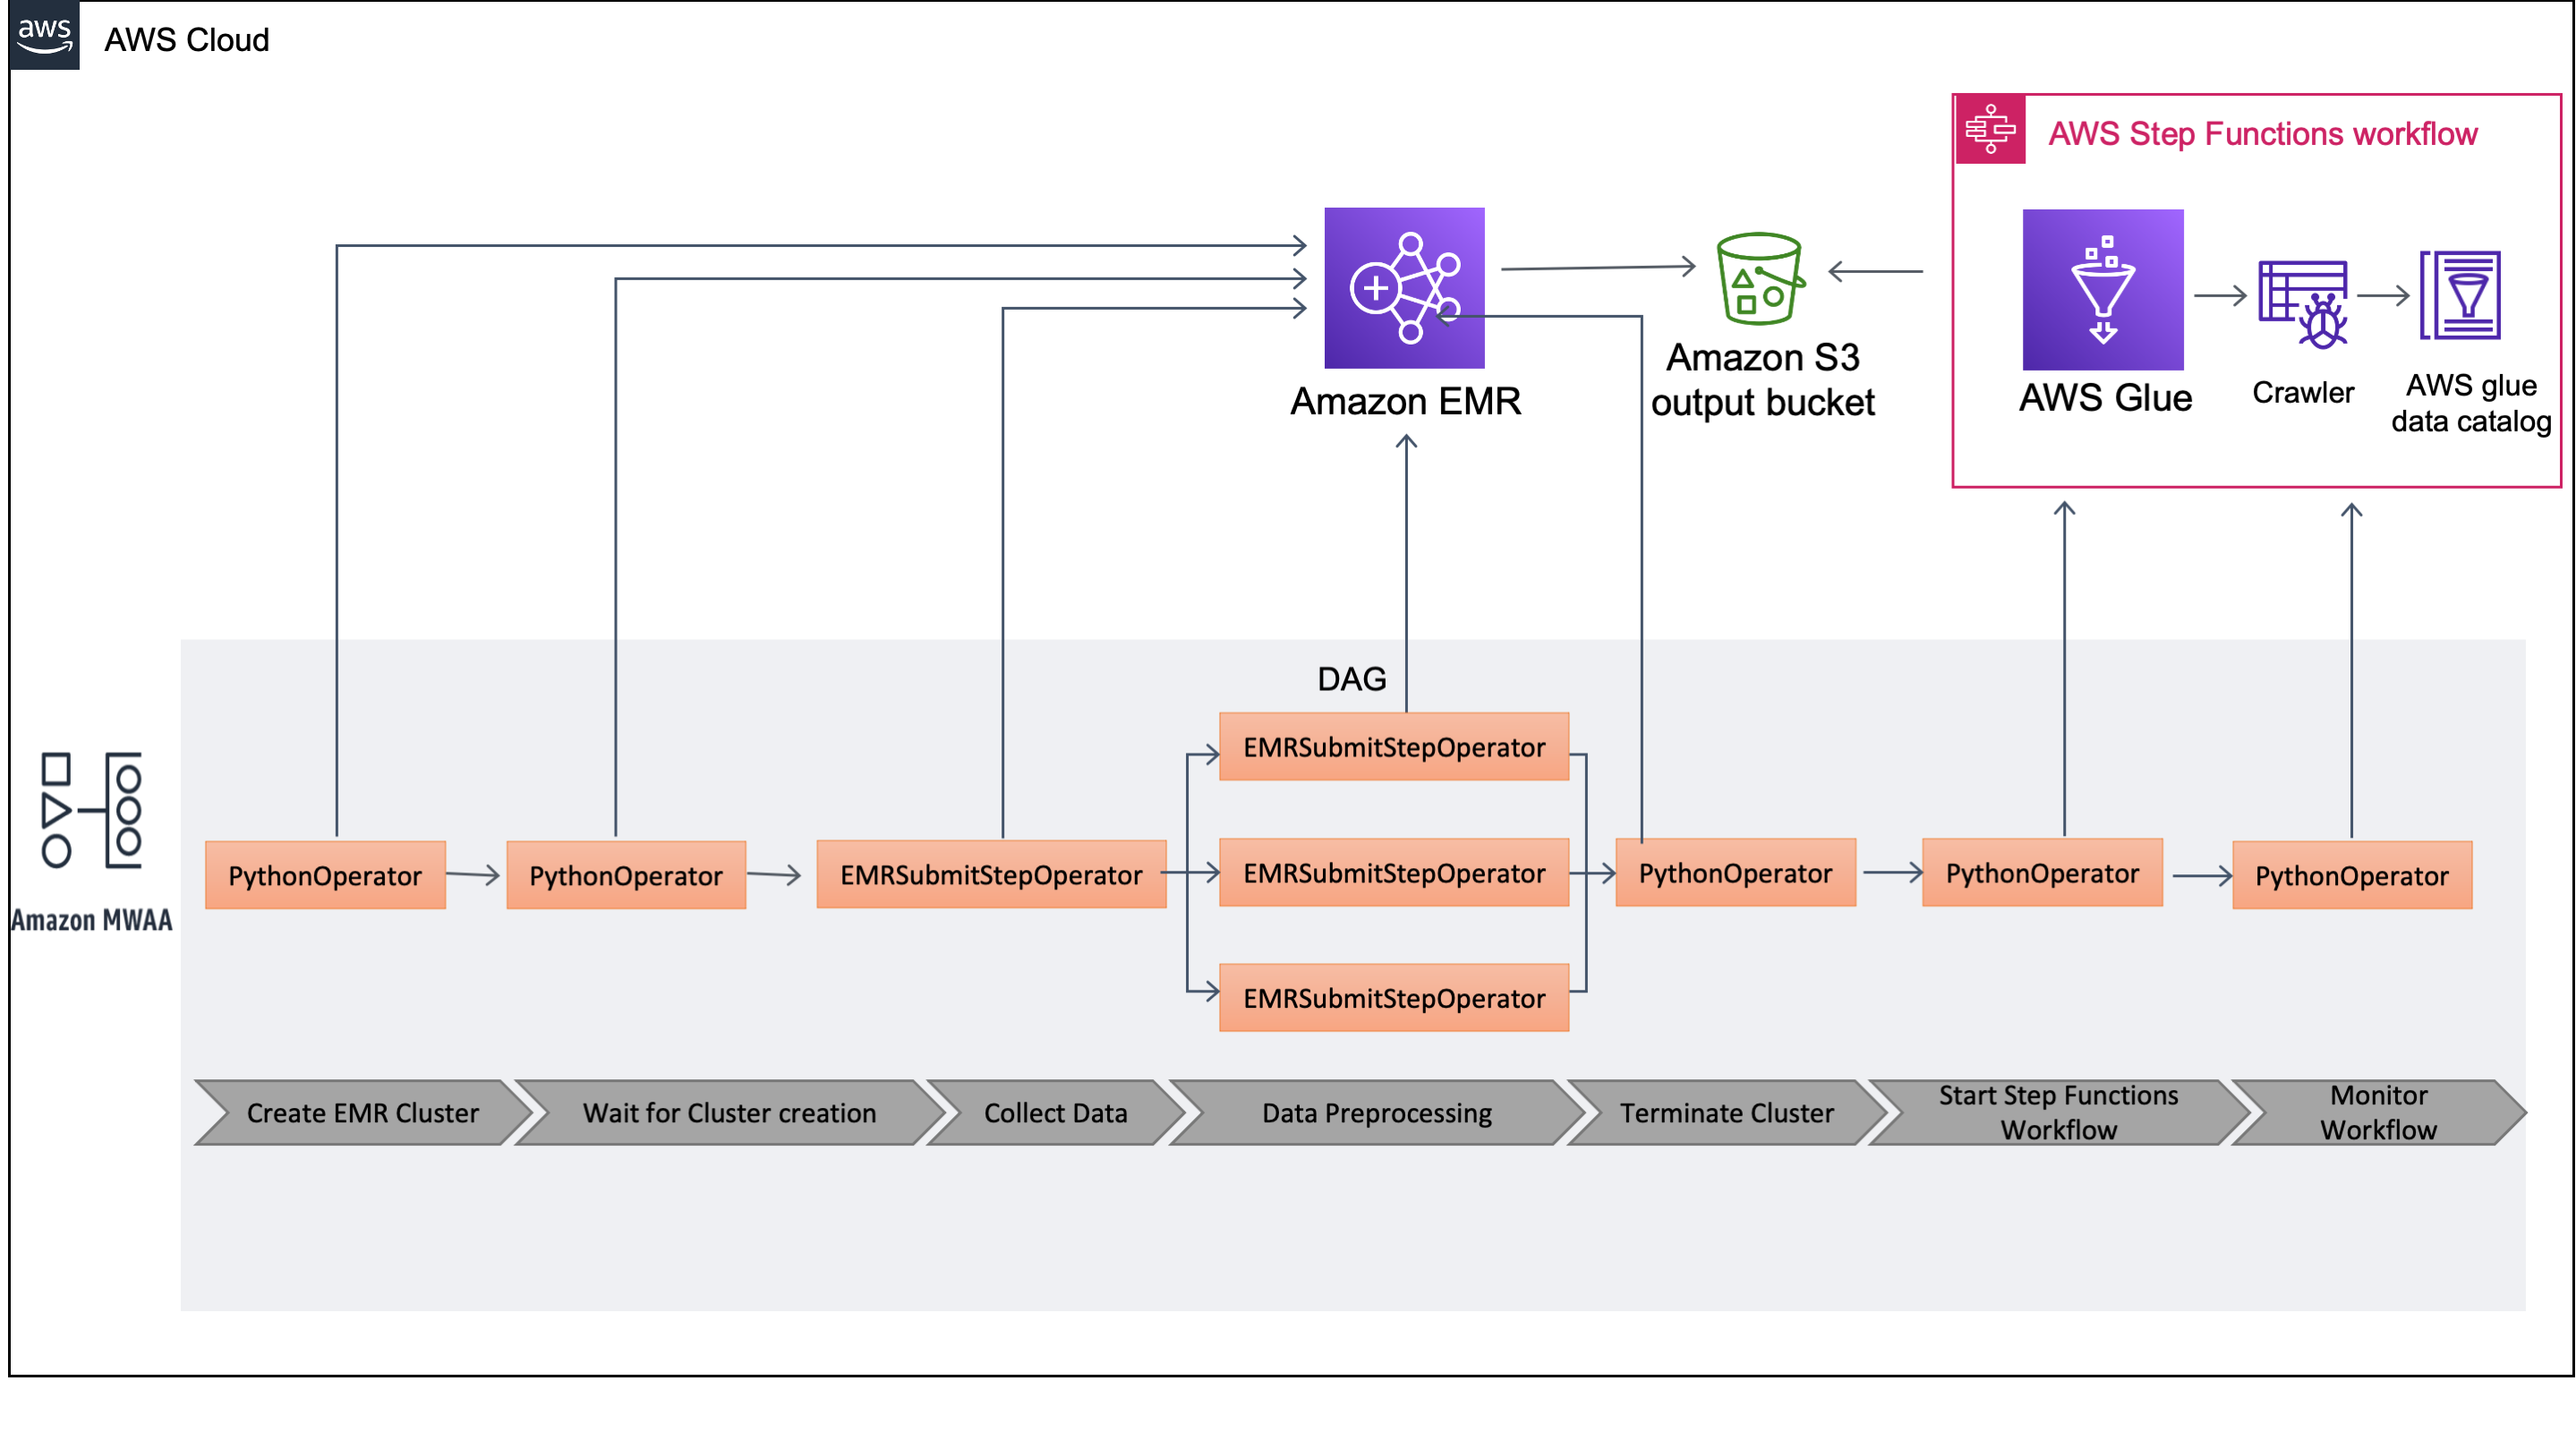 aws
AWS Cloud
AWS Step Functions workflow
Amazon EMR
Amazon S3
output bucket
AWS Glue
Crawler
AWS glue
data catalog
DAG
EMRSubmitStepOperator
PythonOperator
PythonOperator
EMRSubmitStepOperator
EMRSubmitStepOperator
PythonOperator
PythonOperator
PythonOperator
EMRSubmitStepOperator
Amazon MWAA
Create EMR Cluster
Wait for Cluster creation
Collect Data
Data Preprocessing
Terminate Cluster
Start Step Functions
Workflow
Monitor
Workflow